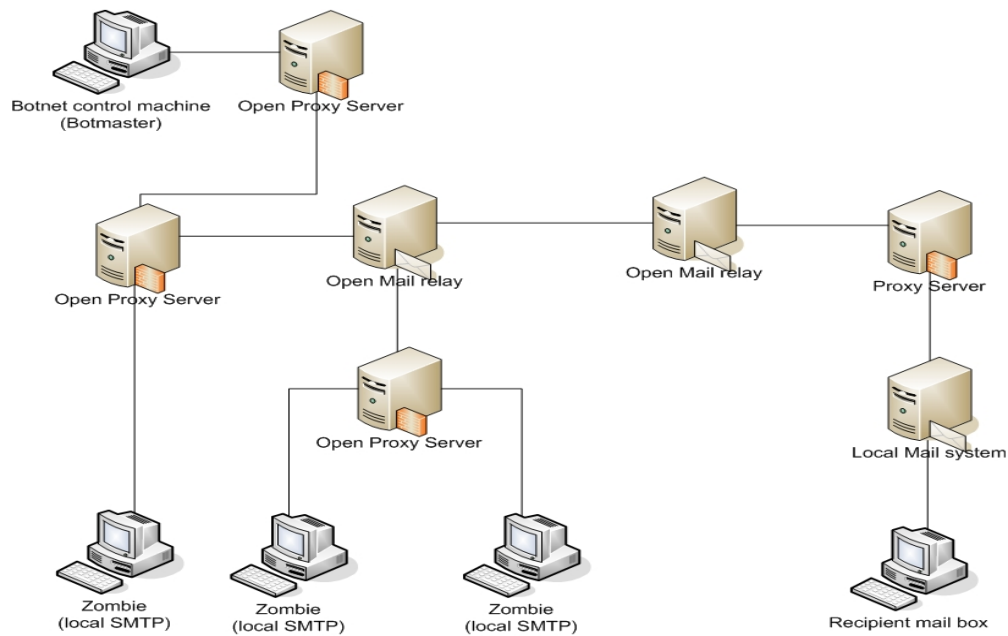 Botnet control machine
(Botmaster)
Open Proxy Server
Open Proxy Server
Open Mail relay
Open Mail relay
Proxy Server
Open Proxy Server
Local Mail system
Zombie
(local SMTP)
Zombie
(local SMTP)
Zombie
(local SMTP)
Recipient mail box